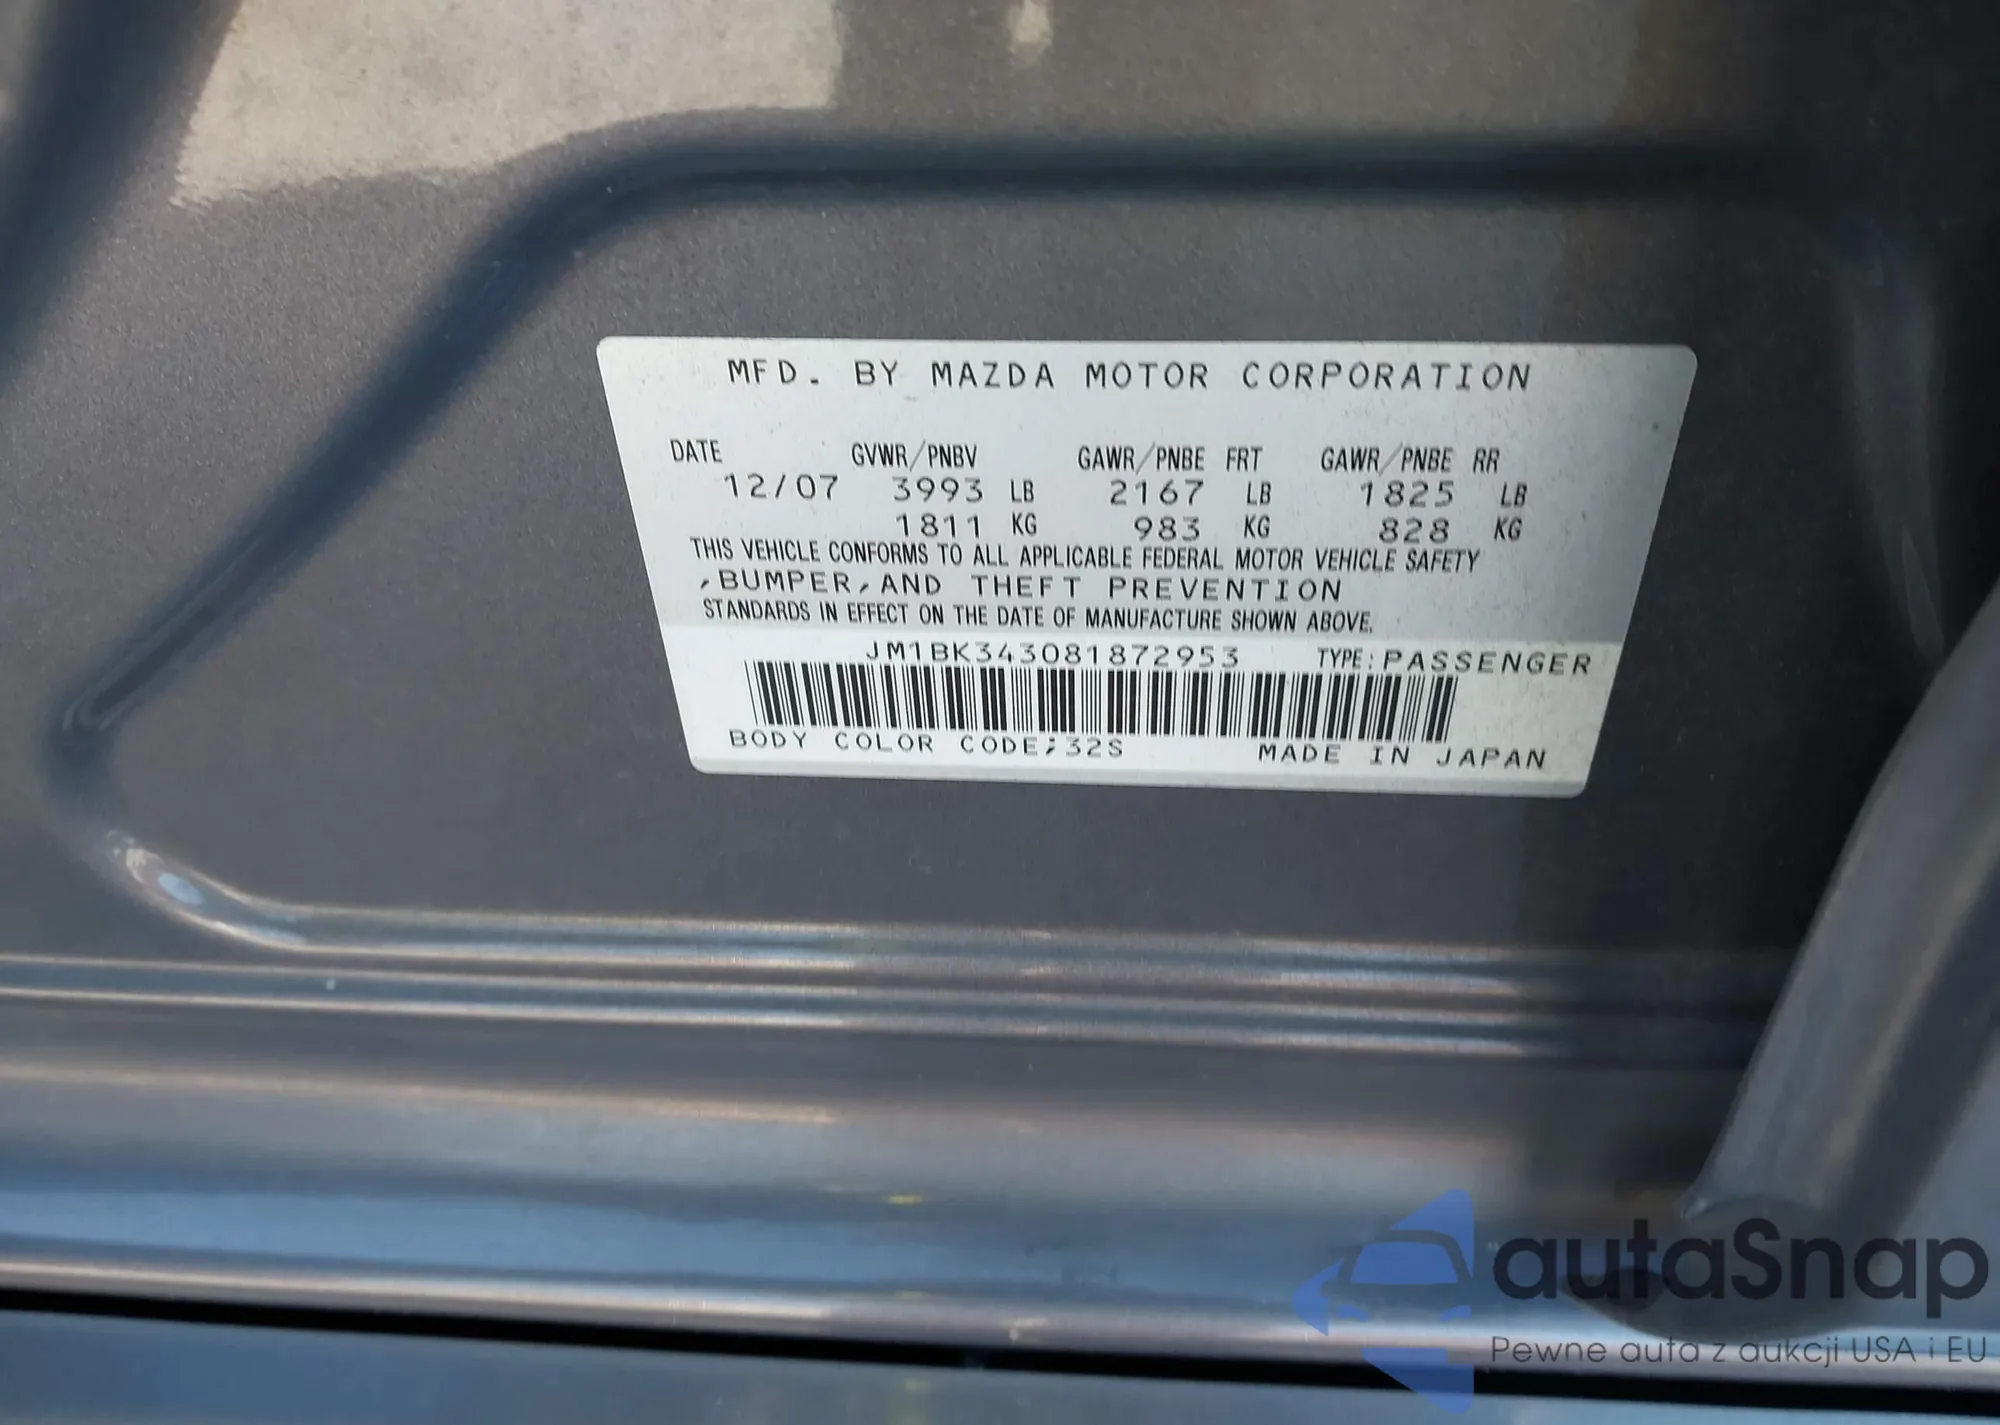 MFD. BY MAZDA MOTOR CORPORATION
DATE GVWR/PNBV GAWR/PNBE FRT GAWR/PNBE RR
12/07 3993 LB 2167 LB 1825 LB
1811 KG 983 KG 828 KG
THIS VEHICLE CONFORMS TO ALL APPLICABLE FEDERAL MOTOR VEHICLE SAFETY
,BUMPER,AND THEFT PREVENTION
STANDARDS IN EFFECT ON THE DATE OF MANUFACTURE SHOWN ABOVE.
JM1BK343081872953 TYPE:PASSENGER
BODY COLOR CODE;32S MADE IN JAPAN
autaSnap
Pewne auta z aukcji USA i EU